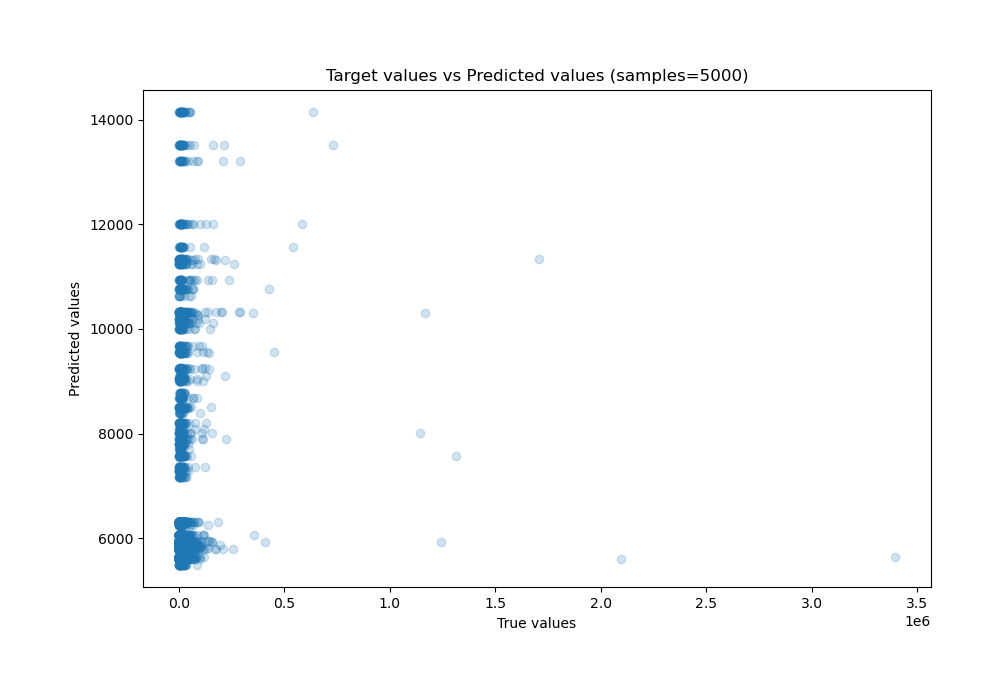 Target values vs Predicted values (samples=5000)
14000
12000
10000
8000
6000
Predicted values
0.0 0.5 1.0 1.5 2.0 2.5 3.0 3.5
1e6
True values